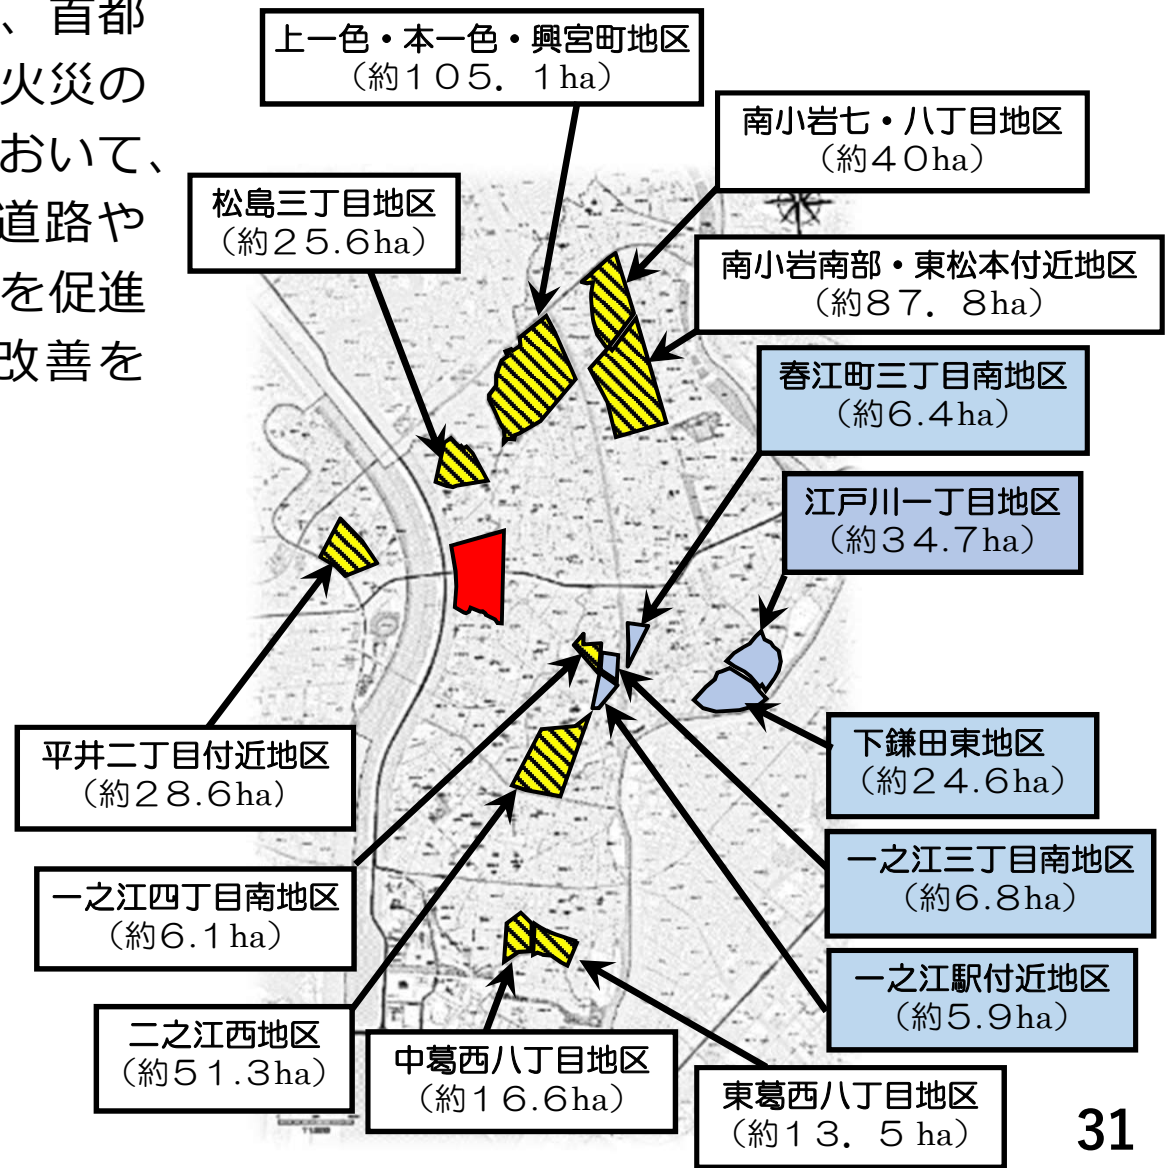 、首都
火災の
おいて、
道路や
を促進
改善を
上一色・本一色・興宮町地区
（約１０５．１ha）
南小岩七・八丁目地区
（約４０ha）
松島三丁目地区
（約２５.６ha）
南小岩南部・東松本付近地区
（約８７．８ha）
春江町三丁目南地区
（約６.４ha）
江戸川一丁目地区
（約３４.７ha）
平井二丁目付近地区
（約２８.６ha）
下鎌田東地区
（約２４.６ha）
一之江四丁目南地区
（約６.１ha）
一之江三丁目南地区
（約６.８ha）
一之江駅付近地区
（約５.９ha）
二之江西地区
（約５１.３ha）
中葛西八丁目地区
（約１６.６ha）
東葛西八丁目地区
（約１３．５ha）
31